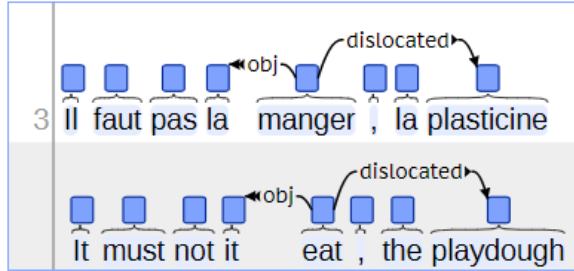 dislocated
obj
3 Il faut pas la manger , la plasticine
dislocated
obj
It must not it eat , the playdough